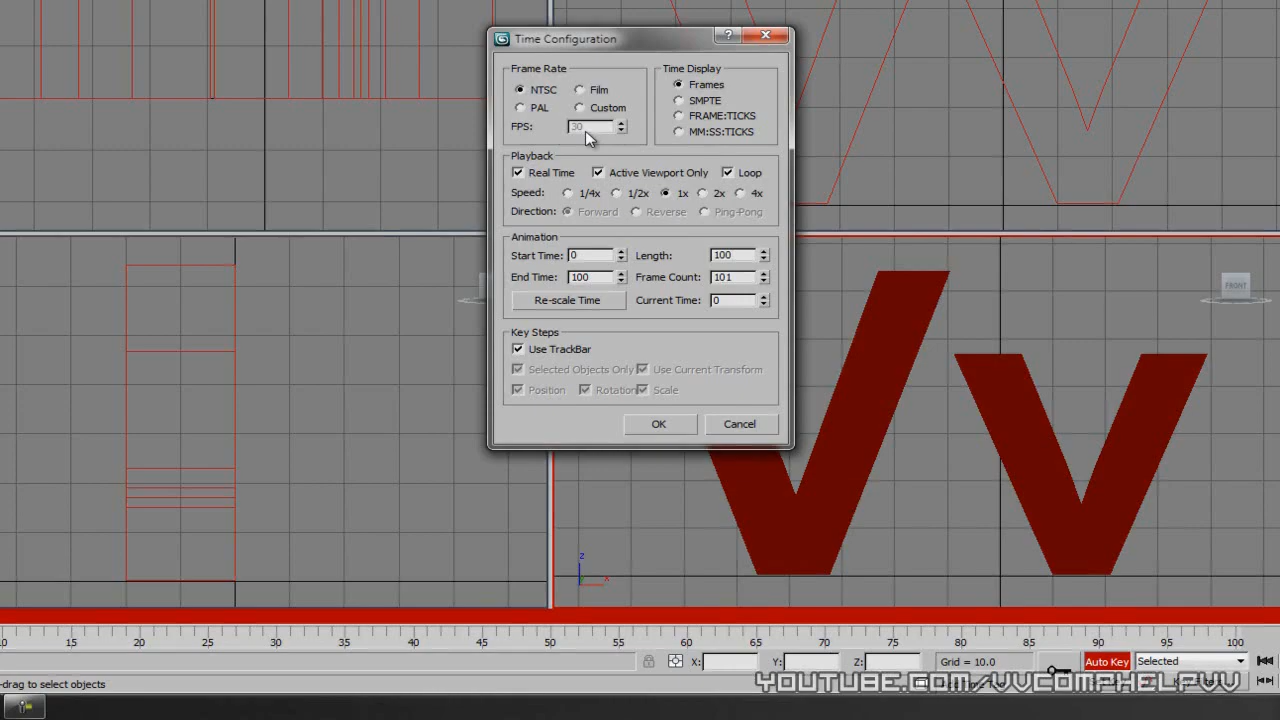 Time Configuration
?
Frame Rate
NTSC
Film
PAL
Custom
FPS:
30
Time Display
Frames
SMPTE
FRAME:TICKS
MM:SS:TICKS
Playback
Real Time
Active Viewport Only
Loop
Speed:
1/4x
1/2x
1x
2x
4x
Direction:
Forward
Reverse
Ping-Pong
Animation
Start Time:
0
Length:
100
End Time:
100
Frame Count:
101
Re-scale Time
Current Time:
0
Key Steps
Use TrackBar
Selected Objects Only
Use Current Transform
Position
Rotation
Scale
OK
Cancel
FRONT
Vv
z
x
10 15 20 25 30 35 40 45 50 55 60 65 70 75 80 85 90 95 100
X:
Y:
Z:
Grid = 10.0
Auto Key
Selected
-drag to select objects
YOUTUBE.COM/VVCOMPHELPVV